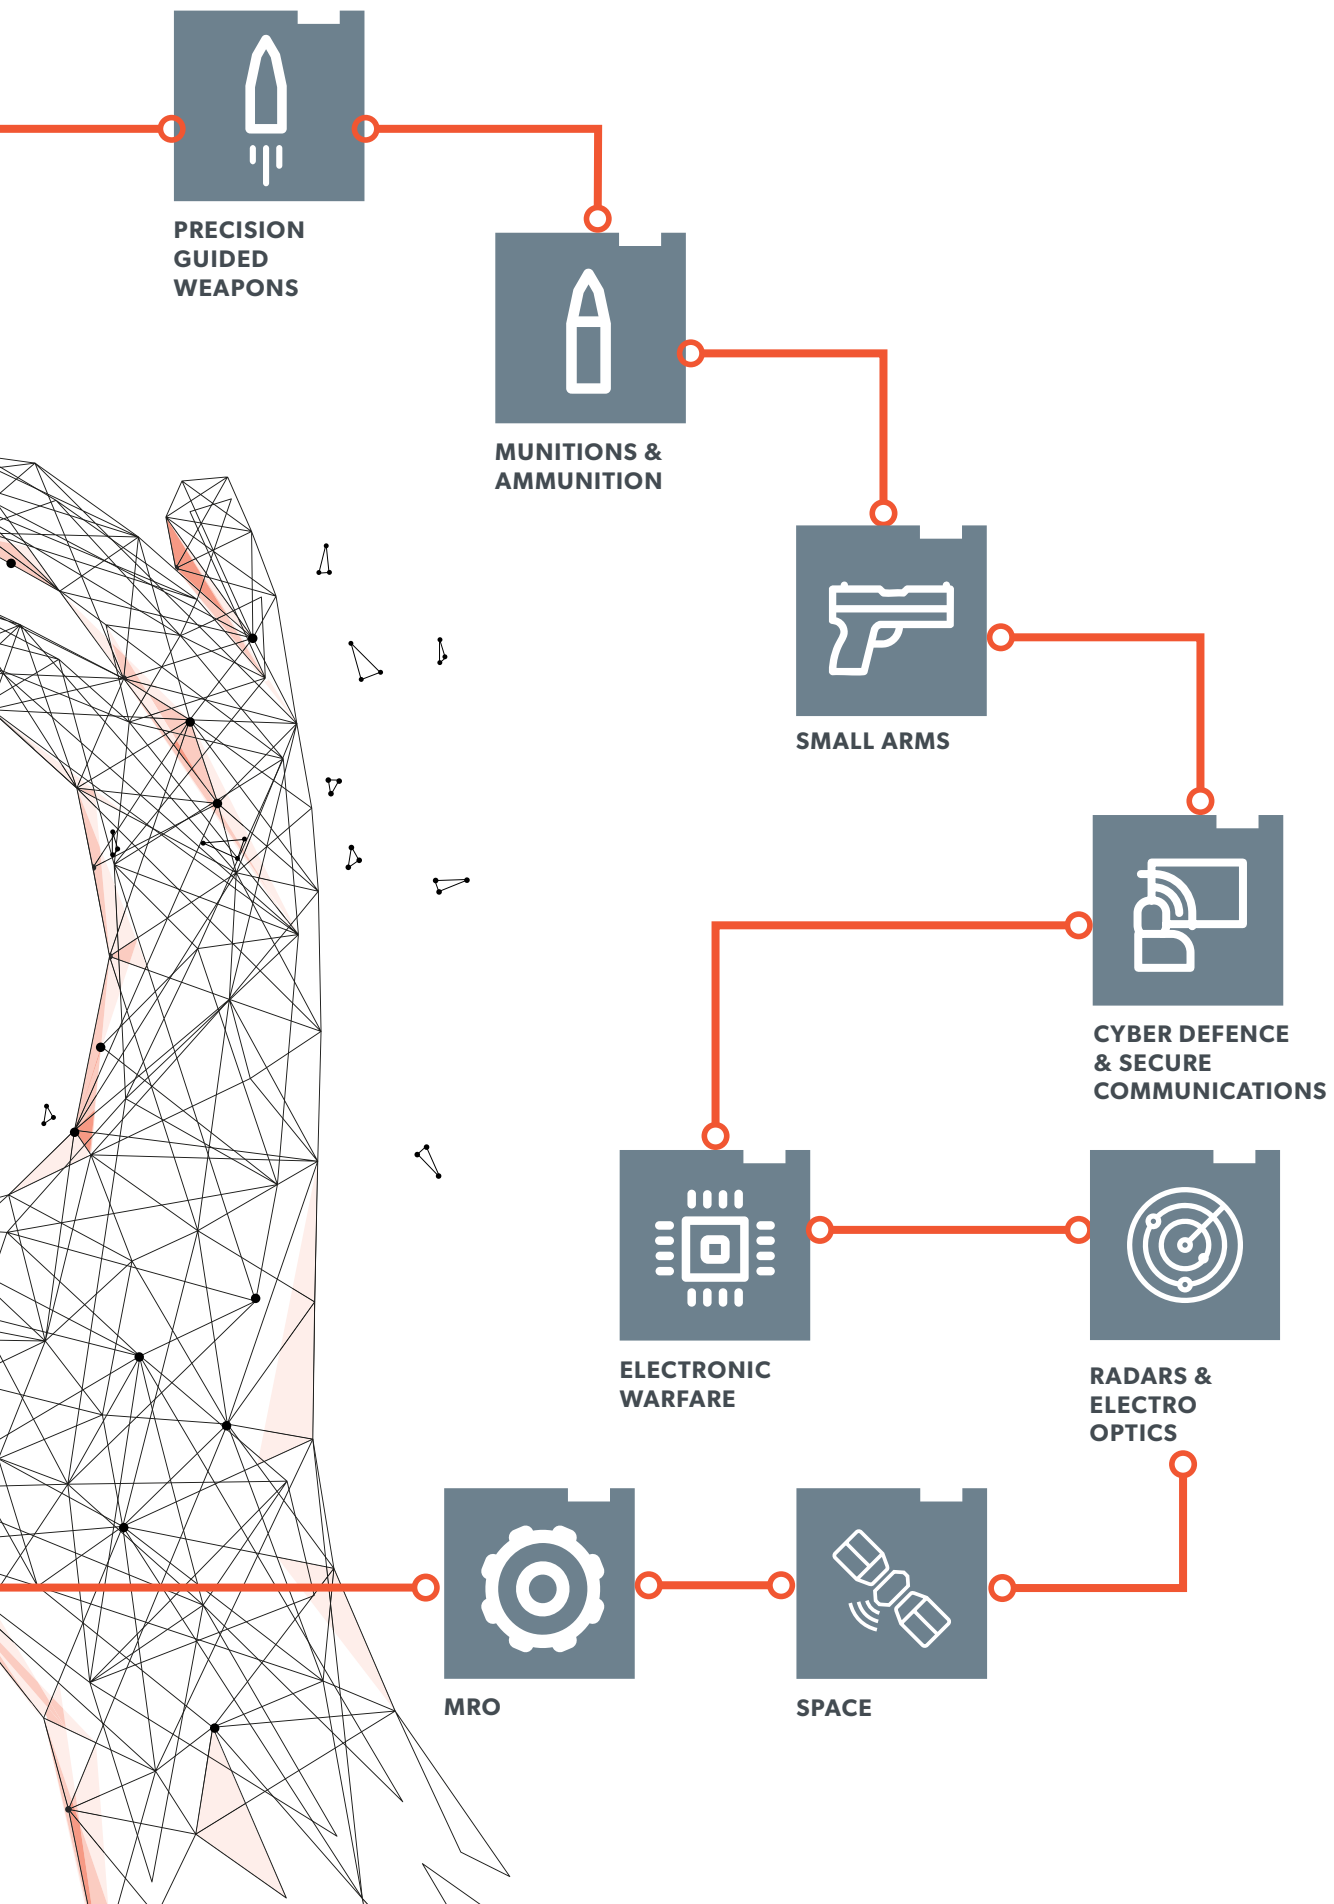 PRECISION
GUIDED
WEAPONS
MUNITIONS &
AMMUNITION
SMALL ARMS
CYBER DEFENCE
& SECURE
COMMUNICATIONS
ELECTRONIC
WARFARE
RADARS &
ELECTRO
OPTICS
MRO
SPACE